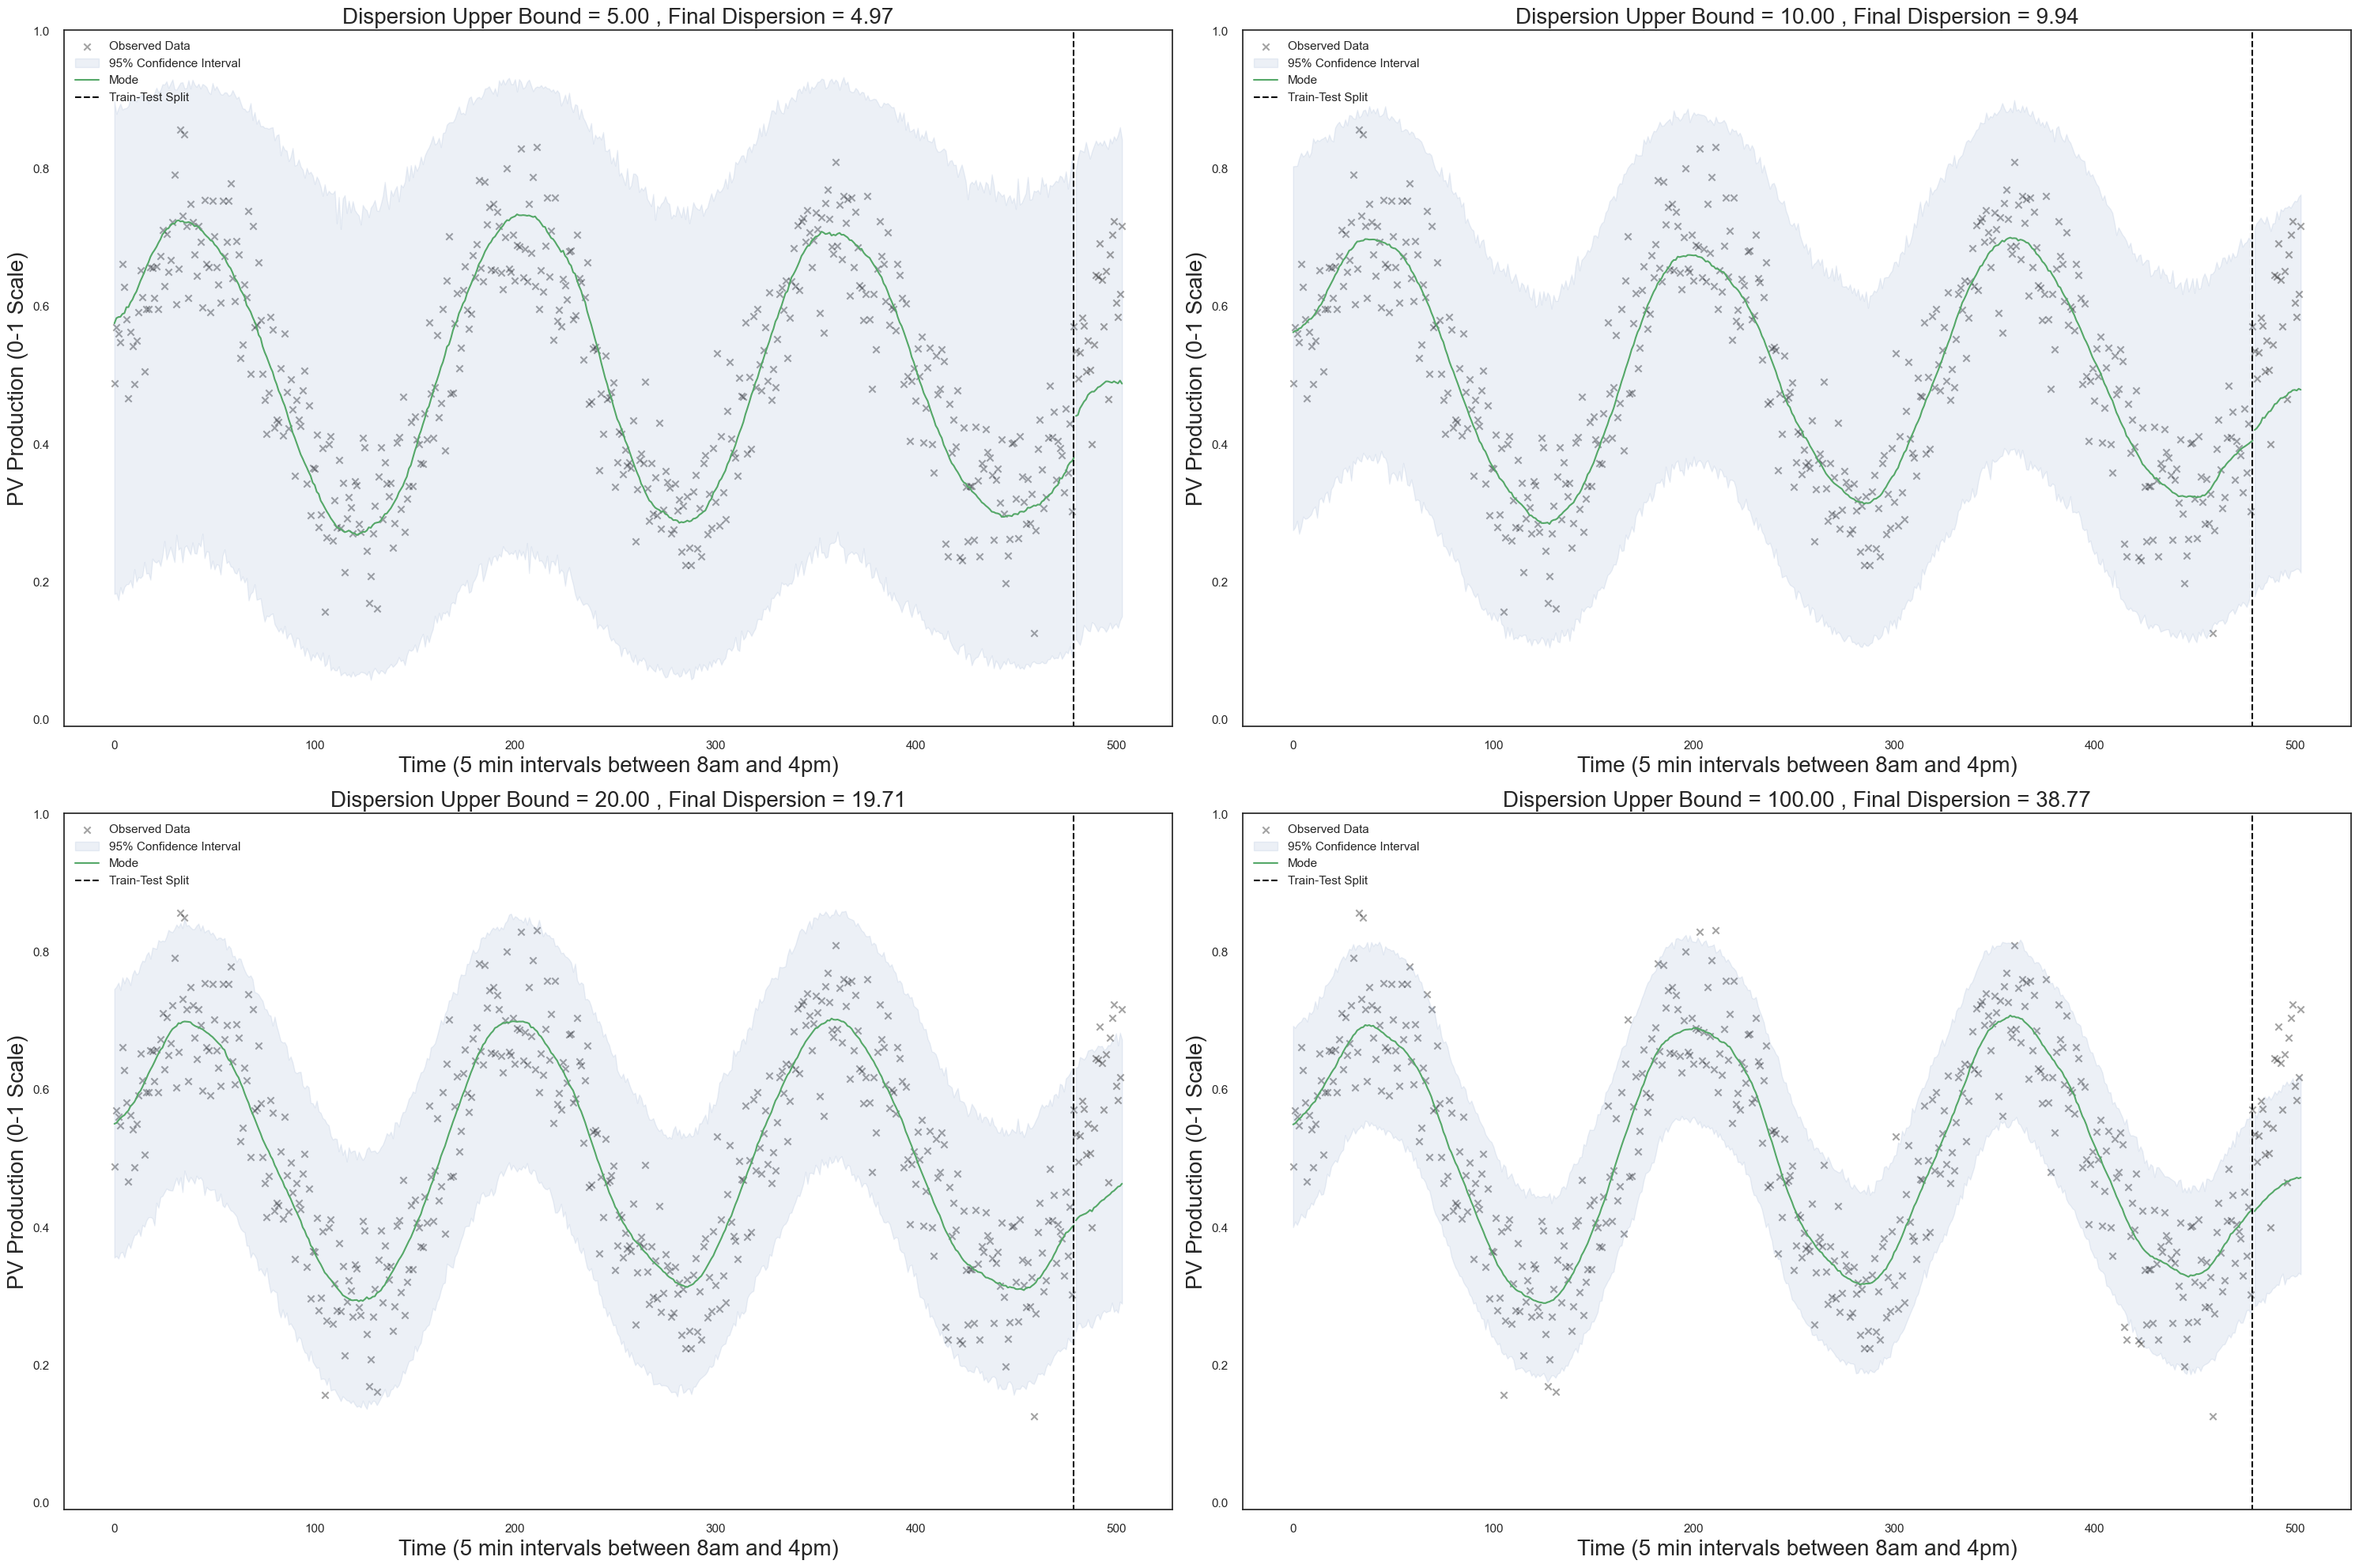 Dispersion Upper Bound = 5.00 , Final Dispersion = 4.97
Observed Data
95% Confidence Interval
Mode
Train-Test Split
1.0
0.8
0.6
0.4
0.2
0.0
PV Production (0-1 Scale)
0 100 200 300 400 500
Time (5 min intervals between 8am and 4pm)
Dispersion Upper Bound = 10.00 , Final Dispersion = 9.94
Observed Data
95% Confidence Interval
Mode
Train-Test Split
1.0
0.8
0.6
0.4
0.2
0.0
PV Production (0-1 Scale)
0 100 200 300 400 500
Time (5 min intervals between 8am and 4pm)
Dispersion Upper Bound = 20.00 , Final Dispersion = 19.71
Observed Data
95% Confidence Interval
Mode
Train-Test Split
1.0
0.8
0.6
0.4
0.2
0.0
PV Production (0-1 Scale)
0 100 200 300 400 500
Time (5 min intervals between 8am and 4pm)
Dispersion Upper Bound = 100.00 , Final Dispersion = 38.77
Observed Data
95% Confidence Interval
Mode
Train-Test Split
1.0
0.8
0.6
0.4
0.2
0.0
PV Production (0-1 Scale)
0 100 200 300 400 500
Time (5 min intervals between 8am and 4pm)